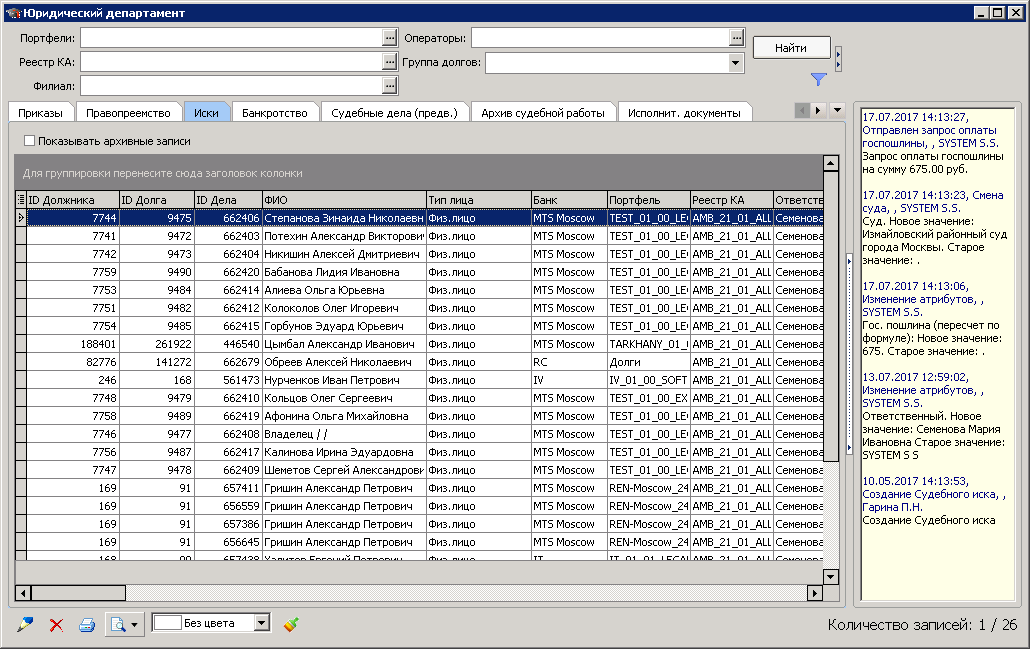 Юридический департамент
Портфели: ... Операторы: ... Найти
Реестр КА: ... Группа долгов:
Филиал: ...
Приказы Правопреемство Иски Банкротство Судебные дела (предв.) Архив судебной работы Исполнит. документы
Показывать архивные записи
Для группировки перенесите сюда заголовок колонки
ID Должника ID Долга ID Дела ФИО Тип лица Банк Портфель Реестр КА Ответств
7744 9475 662406 Степанова Зинаида Николаевн Физ.лицо MTS Moscow TEST_01_00_LE AMB_21_01_ALL Семенова
7741 9472 662403 Потехин Александр Викторович Физ.лицо MTS Moscow TEST_01_00_LE AMB_21_01_ALL Семенова
7742 9473 662404 Никишин Алексей Дмитриевич Физ.лицо MTS Moscow TEST_01_00_LE AMB_21_01_ALL Семенова
7759 9490 662420 Бабанова Лидия Ивановна Физ.лицо MTS Moscow TEST_01_00_LE AMB_21_01_ALL Семенова
7753 9484 662414 Алиева Ольга Юрьевна Физ.лицо MTS Moscow TEST_01_00_LE AMB_21_01_ALL Семенова
7751 9482 662412 Колоколов Олег Игоревич Физ.лицо MTS Moscow TEST_01_00_LE AMB_21_01_ALL Семенова
7754 9485 662415 Горбунов Эдуард Юрьевич Физ.лицо MTS Moscow TEST_01_00_LE AMB_21_01_ALL Семенова
188401 261922 446540 Цымбал Александр Иванович Физ.лицо MTS Moscow TARKHANY_01_ AMB_21_01_ALL Семенова
82776 141272 662679 Обреев Алексей Николаевич Физ.лицо RC Долги AMB_21_01_ALL Семенова
246 168 561473 Нурченков Иван Петрович Физ.лицо IV IV_01_00_SOFT AMB_21_01_ALL Семенова
7748 9479 662410 Кольцов Олег Сергеевич Физ.лицо MTS Moscow TEST_01_00_EX AMB_21_01_ALL Семенова
7758 9489 662419 Афонина Ольга Михайловна Физ.лицо MTS Moscow TEST_01_00_LE AMB_21_01_ALL Семенова
7746 9477 662408 Владелец / / Физ.лицо MTS Moscow TEST_01_00_LE AMB_21_01_ALL Семенова
7756 9487 662417 Калинова Ирина Эдуардовна Физ.лицо MTS Moscow TEST_01_00_LE AMB_21_01_ALL Семенова
7747 9478 662409 Шеметов Сергей Александрови Физ.лицо MTS Moscow TEST_01_00_LE AMB_21_01_ALL Семенова
169 91 657411 Гришин Александр Петрович Физ.лицо MTS Moscow REN-Moscow_24 AMB_21_01_ALL Семенова
169 91 656559 Гришин Александр Петрович Физ.лицо MTS Moscow REN-Moscow_24 AMB_21_01_ALL Семенова
169 91 657386 Гришин Александр Петрович Физ.лицо MTS Moscow REN-Moscow_24 AMB_21_01_ALL Семенова
169 91 656645 Гришин Александр Петрович Физ.лицо MTS Moscow REN-Moscow_24 AMB_21_01_ALL Семенова
17.07.2017 14:13:27,
Отправлен запрос оплаты
госпошлины, , SYSTEM S.S.
Запрос оплаты госпошлины
на сумму 675.00 руб.
17.07.2017 14:13:23, Смена
суда, , SYSTEM S.S.
Суд. Новое значение:
Измайловский районный суд
города Москвы. Старое
значение: .
17.07.2017 14:13:06,
Изменение атрибутов, ,
SYSTEM S.S.
Гос. пошлина (пересчет по
формуле): Новое значение:
675. Старое значение: .
13.07.2017 12:59:02,
Изменение атрибутов, ,
SYSTEM S.S.
Ответственный. Новое
значение: Семенова Мария
Ивановна Старое значение:
SYSTEM S S
10.05.2017 14:13:53,
Создание Судебного иска, ,
Гарина П.Н.
Создание Судебного иска
Без цвета
Количество записей: 1 / 26